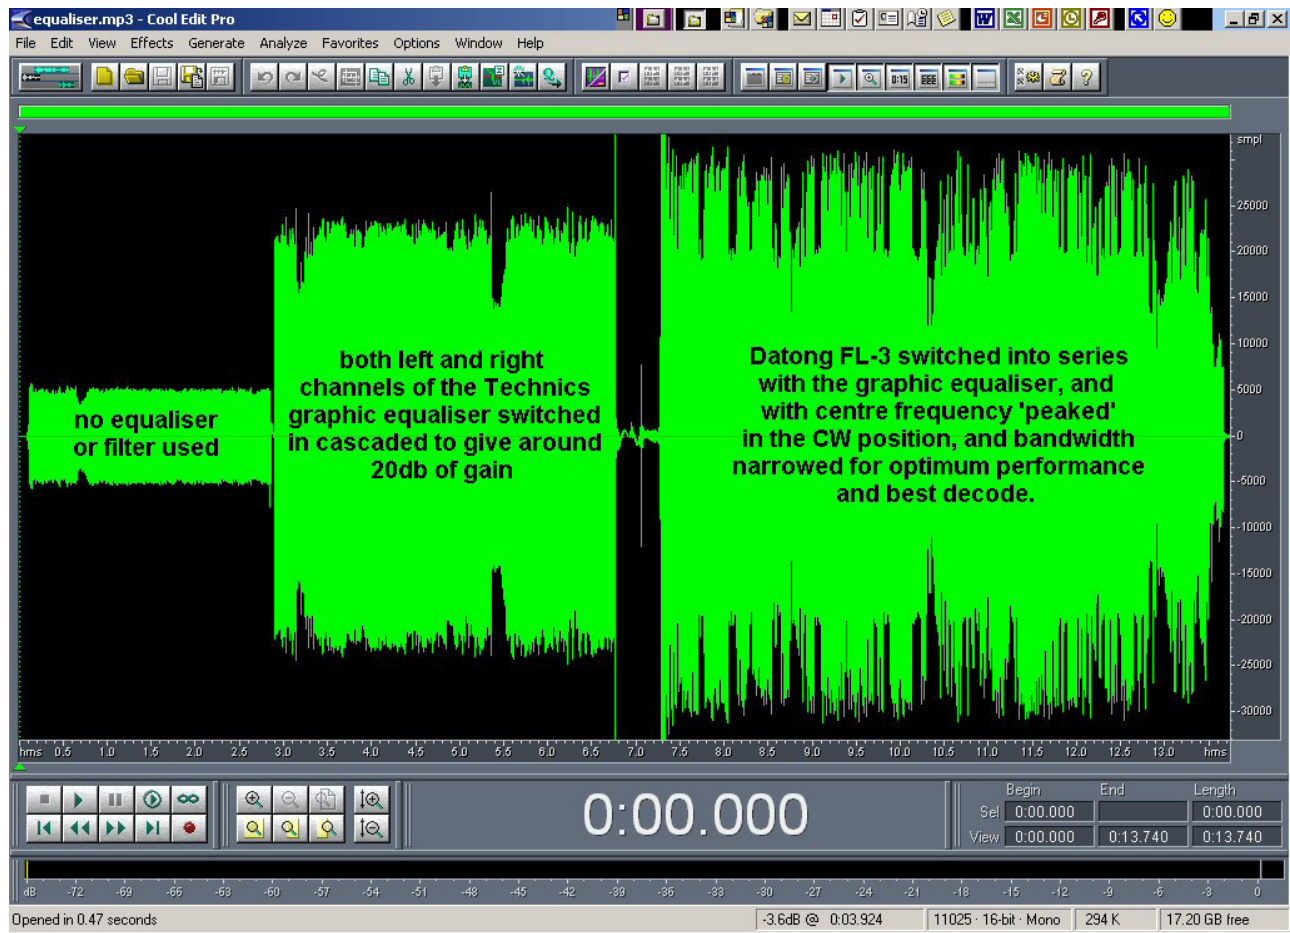 equaliser.mp3 - Cool Edit Pro
File Edit View Effects Generate Analyze Favorites Options Window Help
smpl
25000
20000
15000
10000
5000
0
-5000
-10000
-15000
-20000
-25000
-30000
no equaliser
or filter used
both left and right
channels of the Technics
graphic equaliser switched
in cascaded to give around
20db of gain
Datong FL-3 switched into series
with the graphic equaliser, and
with centre frequency 'peaked'
in the CW position, and bandwidth
narrowed for optimum performance
and best decode.
hms 0.5 1.0 1.5 2.0 2.5 3.0 3.5 4.0 4.5 5.0 5.5 6.0 6.5 7.0 7.5 8.0 8.5 9.0 9.5 10.0 10.5 11.0 11.5 12.0 12.5 13.0 hms
0:00.000
Begin End Length
Sel 0:00.000 0:00.000
View 0:00.000 0:13.740 0:13.740
dB -72 -69 -66 -63 -60 -57 -54 -51 -48 -45 -42 -39 -36 -33 -30 -27 -24 -21 -18 -15 -12 -9 -6 -3 0
Opened in 0.47 seconds
-3.6dB @ 0:03.924
11025 · 16-bit · Mono
294 K
17.20 GB free